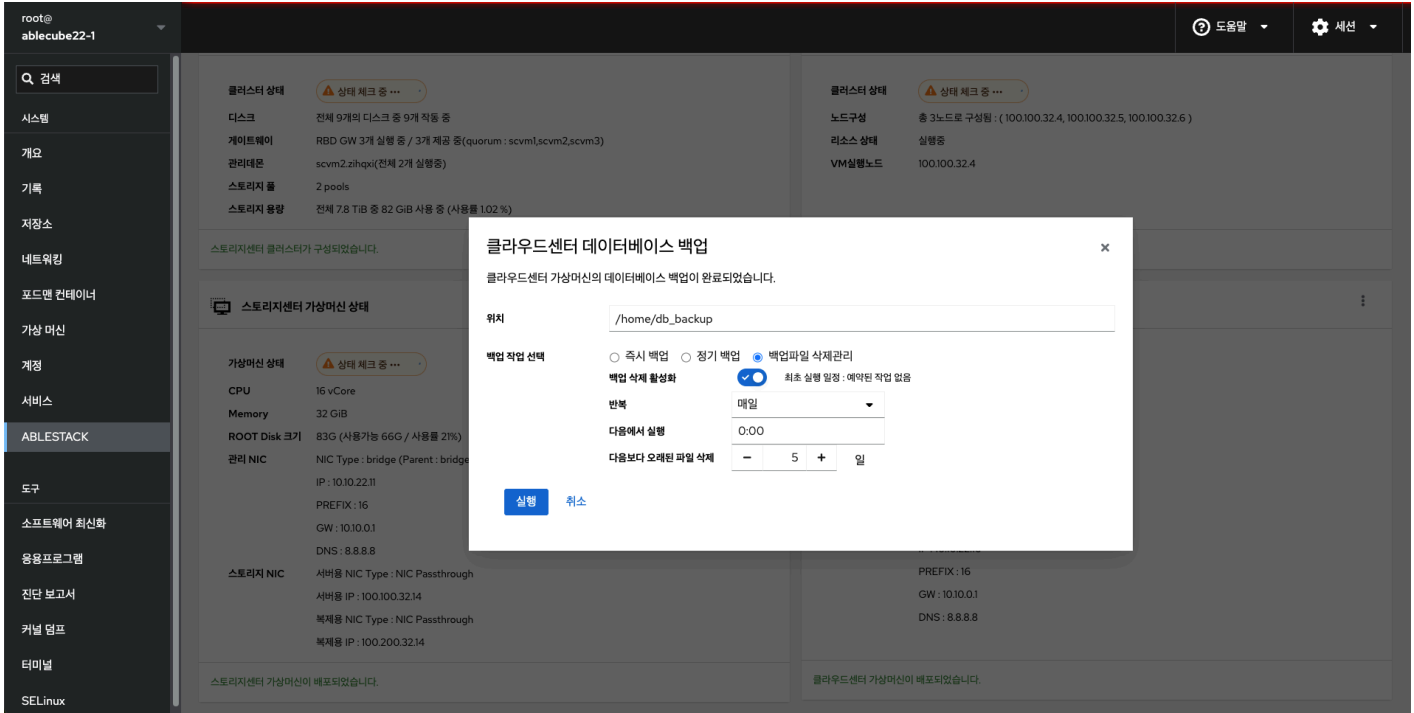 root@
ablecube22-1
도움말
세션
검색
시스템
개요
기록
저장소
네트워킹
포드맨 컨테이너
가상 머신
계정
서비스
ABLESTACK
도구
소프트웨어 최신화
응용프로그램
진단 보고서
커널 덤프
터미널
SELinux
클러스터 상태 상태 체크 중 •••
디스크 전체 9개의 디스크 중 9개 작동 중
게이트웨이 RBD GW 3개 실행 중 / 3개 제공 중(quorum : scvm1,scvm2,scvm3)
관리데몬 scvm2.zihqxi(전체 2개 실행중)
스토리지 풀 2 pools
스토리지 용량 전체 7.8 TiB 중 82 GiB 사용 중 (사용률 1.02 %)
스토리지센터 클러스터가 구성되었습니다.
클러스터 상태 상태 체크 중 •••
노드구성 총 3노드로 구성됨 : ( 100.100.32.4, 100.100.32.5, 100.100.32.6 )
리소스 상태 실행중
VM실행노드 100.100.32.4
클라우드센터 데이터베이스 백업
클라우드센터 가상머신의 데이터베이스 백업이 완료되었습니다.
위치 /home/db_backup
백업 작업 선택 즉시 백업 정기 백업 백업파일 삭제관리
백업 삭제 활성화 최초 실행 일정 : 예약된 작업 없음
반복 매일
다음에서 실행 0:00
다음보다 오래된 파일 삭제 − 5 + 일
실행 취소
스토리지센터 가상머신 상태
가상머신 상태 상태 체크 중 •••
CPU 16 vCore
Memory 32 GiB
ROOT Disk 크기 83G (사용가능 66G / 사용률 21%)
관리 NIC NIC Type : bridge (Parent : bridge
IP : 10.10.22.11
PREFIX : 16
GW : 10.10.0.1
DNS : 8.8.8.8
스토리지 NIC 서버용 NIC Type : NIC Passthrough
서버용 IP : 100.100.32.14
복제용 NIC Type : NIC Passthrough
복제용 IP : 100.200.32.14
스토리지센터 가상머신이 배포되었습니다.
PREFIX : 16
GW : 10.10.0.1
DNS : 8.8.8.8
클라우드센터 가상머신이 배포되었습니다.